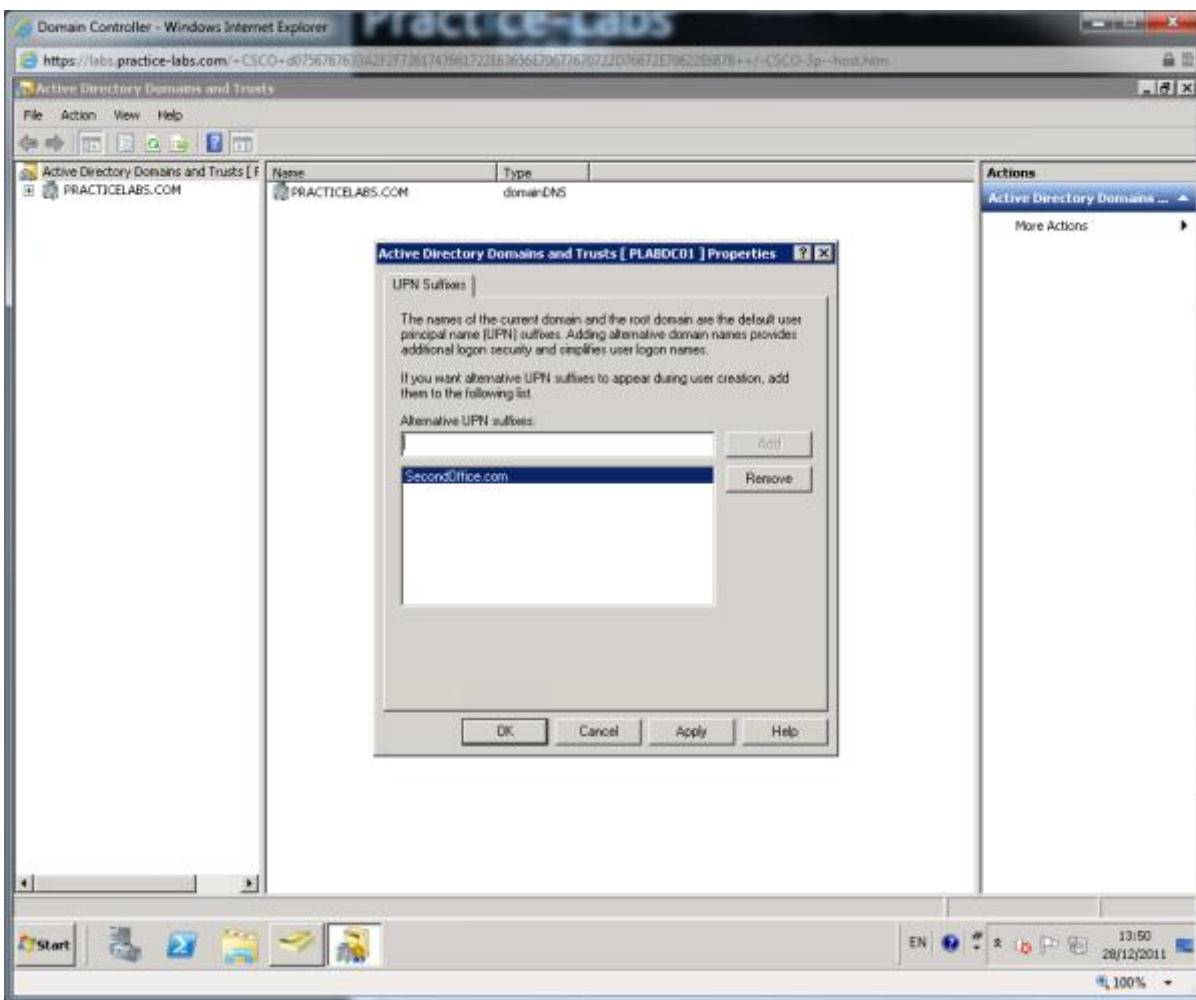 Domain Controller - Windows Internet Explorer
Practice-Labs
Active Directory Domains and Trusts
File Action View Help
Active Directory Domains and Trusts [ P
Name Type
Actions
PRACTICELABS.COM
PRACTICELABS.COM domainDNS
Active Directory Domains ...
More Actions
Active Directory Domains and Trusts [ PLABDC01 ] Properties
UPN Suffixes
The names of the current domain and the root domain are the default user
principal name (UPN) suffixes. Adding alternative domain names provides
additional logon security and simplifies user logon names.
If you want alternative UPN suffixes to appear during user creation, add
them to the following list.
Alternative UPN suffixes:
Add
SecondOffice.com
Remove
OK Cancel Apply Help
Start
EN
13:50
28/12/2011
100%